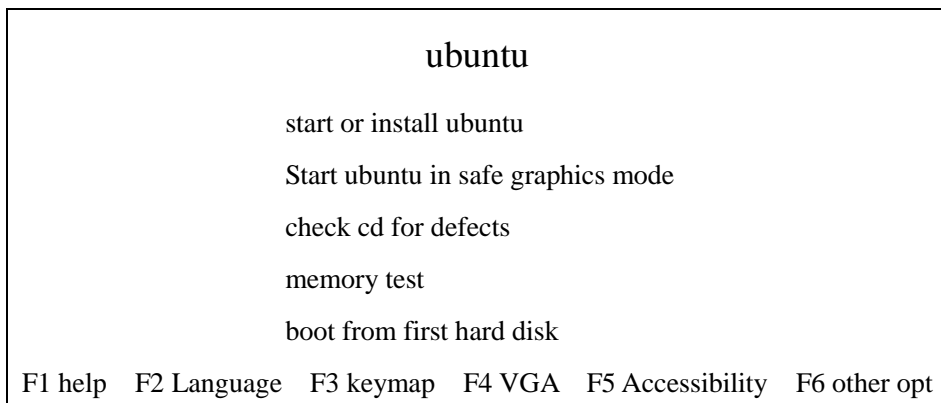 ubuntu
start or install ubuntu
Start ubuntu in safe graphics mode
check cd for defects
memory test
boot from first hard disk
F1 help F2 Language F3 keymap F4 VGA F5 Accessibility F6 other opt